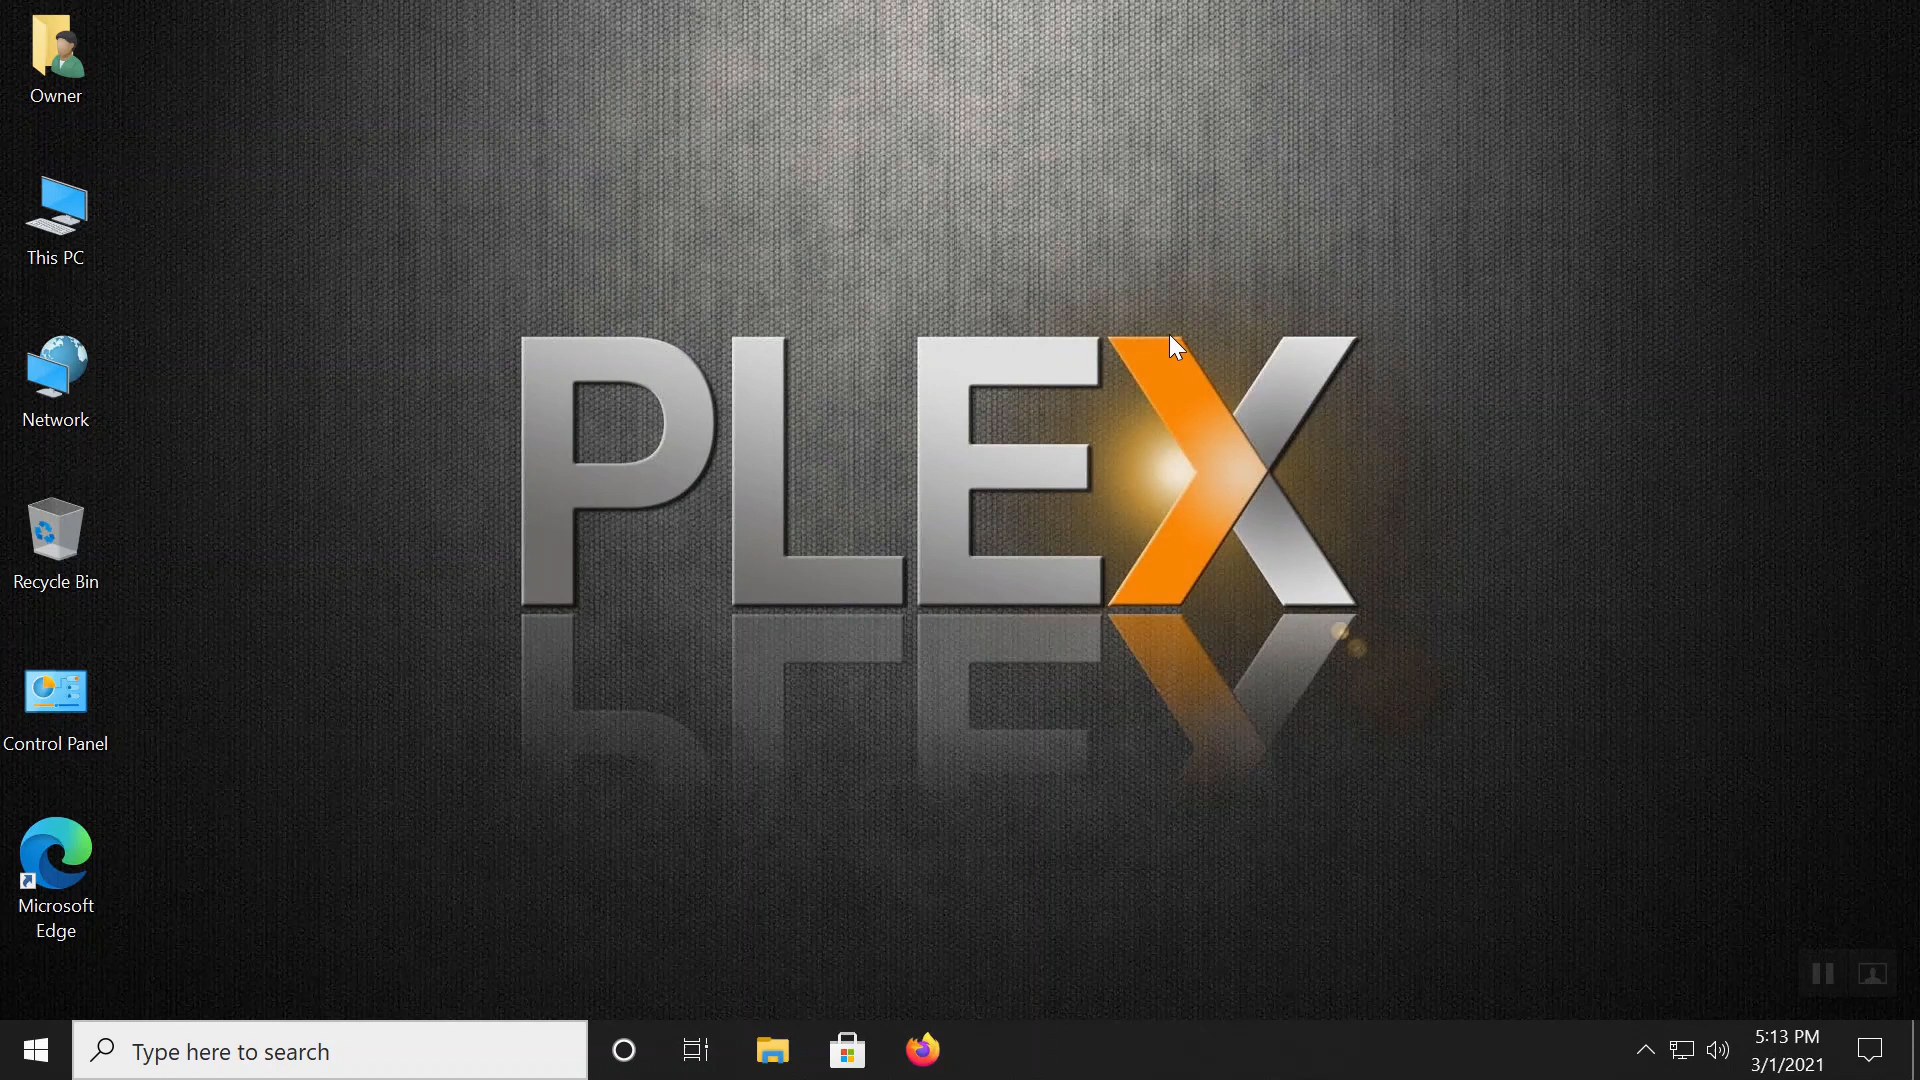 Owner
This PC
Network
Recycle Bin
Control Panel
Microsoft
Edge
PLEX
Type here to search
5:13 PM
3/1/2021